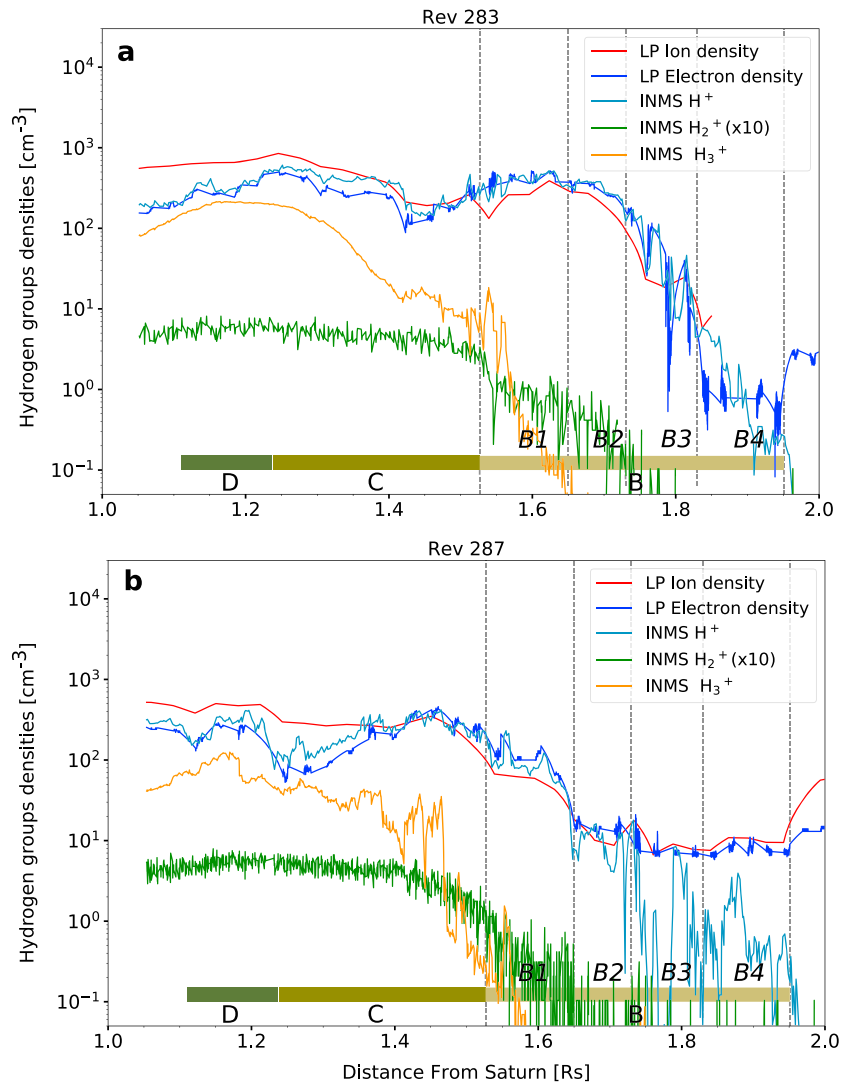 Rev 283
a
LP Ion density
LP Electron density
INMS H⁺
INMS H₂⁺(x10)
INMS H₃⁺
Hydrogen groups densities [cm⁻³]
10⁴
10³
10²
10¹
10⁰
10⁻¹
B1 B2 B3 B4
D C B
1.0 1.2 1.4 1.6 1.8 2.0
Rev 287
b
LP Ion density
LP Electron density
INMS H⁺
INMS H₂⁺(x10)
INMS H₃⁺
Hydrogen groups densities [cm⁻³]
10⁴
10³
10²
10¹
10⁰
10⁻¹
B1 B2 B3 B4
D C B
1.0 1.2 1.4 1.6 1.8 2.0
Distance From Saturn [Rs]